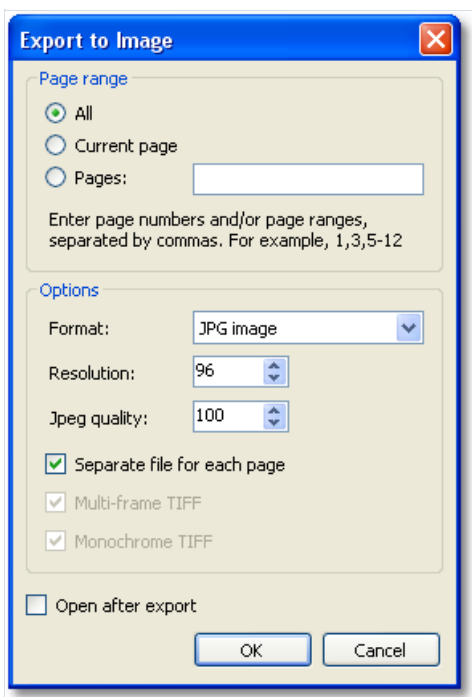 Export to Image
Page range
All
Current page
Pages:
Enter page numbers and/or page ranges,
separated by commas. For example, 1,3,5-12
Options
Format: JPG image
Resolution: 96
Jpeg quality: 100
Separate file for each page
Multi-frame TIFF
Monochrome TIFF
Open after export
OK Cancel